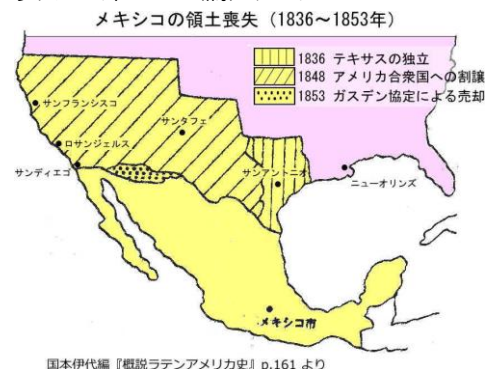 メキシコの領土喪失（1836～1853年）
1836 テキサスの独立
1848 アメリカ合衆国への割譲
1853 ガスデン協定による売却
サンフランシスコ
サンタフェ
ロサンジェルス
サンディエゴ
サンアントニオ
ニューオリンズ
メキシコ市
国本伊代編『概説ラテンアメリカ史』p.161 より